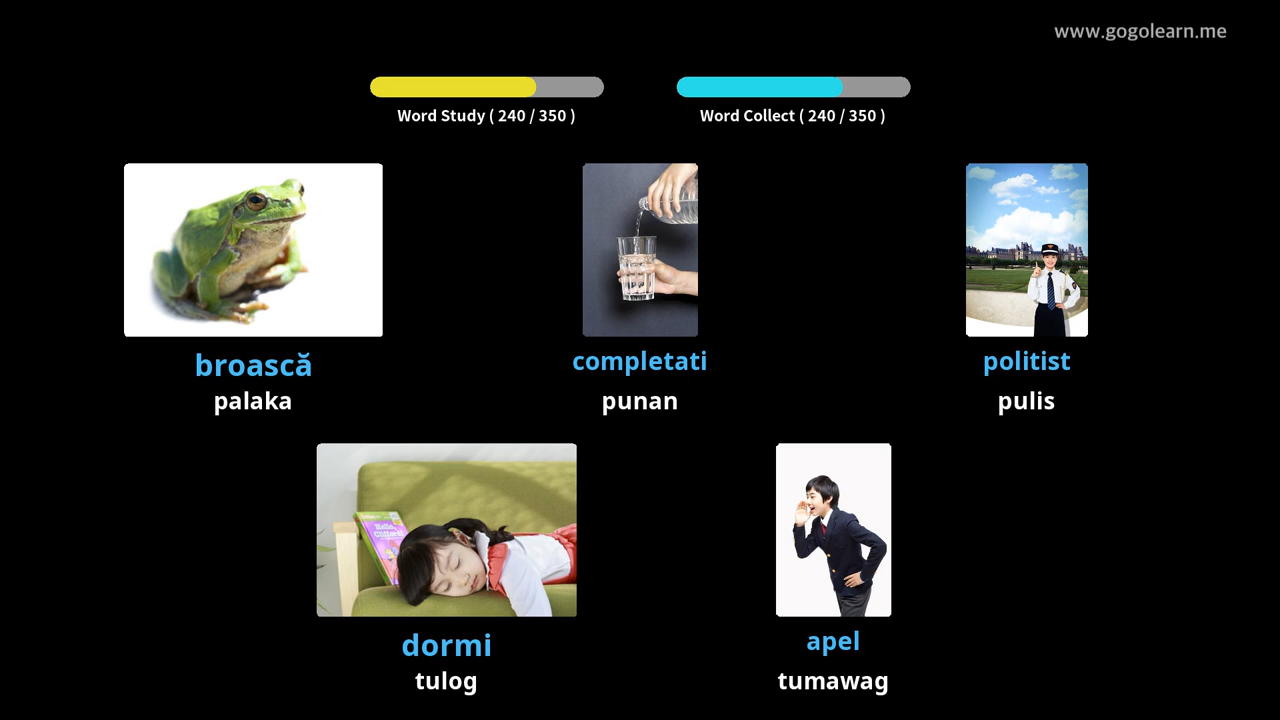 www.gogolearn.me
Word Study ( 240 / 350 )
Word Collect ( 240 / 350 )
broască
palaka
completati
punan
politist
pulis
dormi
tulog
apel
tumawag